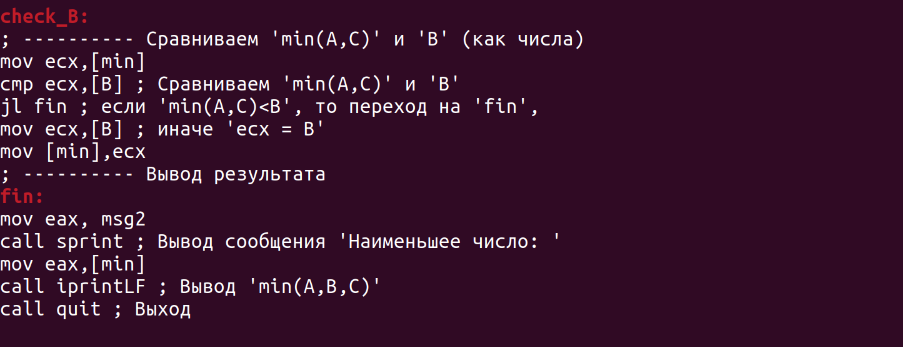 check_B:
; ---------- Сравниваем 'min(A,C)' и 'B' (как числа)
mov ecx,[min]
cmp ecx,[B] ; Сравниваем 'min(A,C)' и 'B'
jl fin ; если 'min(A,C)<B', то переход на 'fin',
mov ecx,[B] ; иначе 'ecx = B'
mov [min],ecx
; ---------- Вывод результата
fin:
mov eax, msg2
call sprint ; Вывод сообщения 'Наименьшее число: '
mov eax,[min]
call iprintLF ; Вывод 'min(A,B,C)'
call quit ; Выход